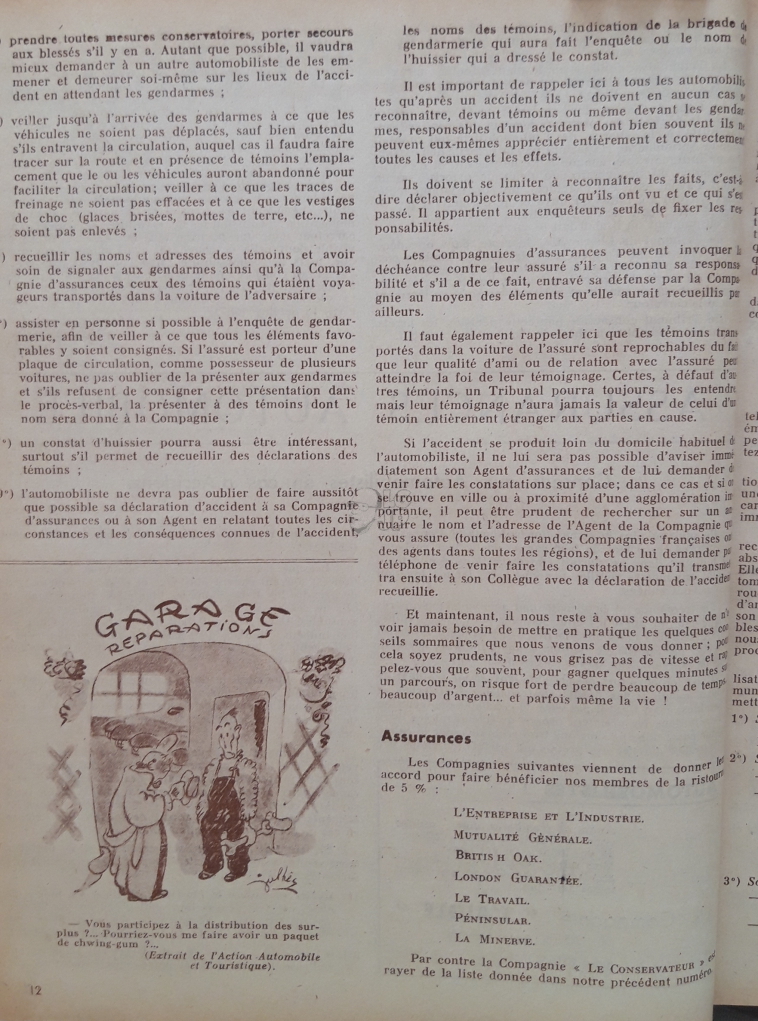 prendre toutes mesures conservatoires, porter secours
aux blessés s'il y en a. Autant que possible, il vaudra
mieux demander à un autre automobiliste de les em-
mener et demeurer soi-même sur les lieux de l'acci-
dent en attendant les gendarmes ;
) veiller jusqu'à l'arrivée des gendarmes à ce que les
véhicules ne soient pas déplacés, sauf bien entendu
s'ils entravent la circulation, auquel cas il faudra faire
tracer sur la route et en présence de témoins l'empla-
cement que le ou les véhicules auront abandonné pour
faciliter la circulation; veiller à ce que les traces de
freinage ne soient pas effacées et à ce que les vestiges
de choc (glaces brisées, mottes de terre, etc...), ne
soient pas enlevés ;
) recueillir les noms et adresses des témoins et avoir
soin de signaler aux gendarmes ainsi qu'à la Compa-
gnie d'assurances ceux des témoins qui étaient voya-
geurs transportés dans la voiture de l'adversaire ;
°) assister en personne si possible à l'enquête de gendar-
merie, afin de veiller à ce que tous les éléments favo-
rables y soient consignés. Si l'assuré est porteur d'une
plaque de circulation, comme possesseur de plusieurs
voitures, ne pas oublier de la présenter aux gendarmes
et s'ils refusent de consigner cette présentation dans
le procès-verbal, la présenter à des témoins dont le
nom sera donné à la Compagnie ;
°) un constat d'huissier pourra aussi être intéressant,
surtout s'il permet de recueillir des déclarations des
témoins ;
°) l'automobiliste ne devra pas oublier de faire aussitôt
que possible sa déclaration d'accident à sa Compagnie
d'assurances ou à son Agent en relatant toutes les cir-
constances et les conséquences connues de l'accident,
GARAGE
REPARATIONS
— Vous participez à la distribution des sur-
plus ?... Pourriez-vous me faire avoir un paquet
de chwing-gum ?...
(Extrait de l'Action Automobile
et Touristique).
12
les noms des témoins, l'indication de la brigade
gendarmerie qui aura fait l'enquête ou le nom
l'huissier qui a dressé le constat.
Il est important de rappeler ici à tous les automobilis
tes qu'après un accident ils ne doivent en aucun cas
reconnaître, devant témoins ou même devant les gendar
mes, responsables d'un accident dont bien souvent ils
peuvent eux-mêmes apprécier entièrement et correctemen
toutes les causes et les effets.
Ils doivent se limiter à reconnaître les faits, c'est-
dire déclarer objectivement ce qu'ils ont vu et ce qui s'es
passé. Il appartient aux enquêteurs seuls de fixer les res
ponsabilités.
Les Compagnuies d'assurances peuvent invoquer
déchéance contre leur assuré s'il a reconnu sa respons
bilité et s'il a de ce fait, entravé sa défense par la Compa
gnie au moyen des éléments qu'elle aurait recueillis par
ailleurs.
Il faut également rappeler ici que les témoins trans
portés dans la voiture de l'assuré sont reprochables du fait
que leur qualité d'ami ou de relation avec l'assuré peut
atteindre la foi de leur témoignage. Certes, à défaut d'au
tres témoins, un Tribunal pourra toujours les entendre
mais leur témoignage n'aura jamais la valeur de celui d'un
témoin entièrement étranger aux parties en cause.
Si l'accident se produit loin du domicile habituel
l'automobiliste, il ne lui sera pas possible d'aviser immé
diatement son Agent d'assurances et de lui demander
venir faire les constatations sur place; dans ce cas et si on
se trouve en ville ou à proximité d'une agglomération im
portante, il peut être prudent de rechercher sur un an
nuaire le nom et l'adresse de l'Agent de la Compagnie qui
vous assure (toutes les grandes Compagnies françaises on
des agents dans toutes les régions), et de lui demander par
téléphone de venir faire les constatations qu'il transmet
tra ensuite à son Collègue avec la déclaration de l'acciden
recueillie.
Et maintenant, il nous reste à vous souhaiter de n'a
voir jamais besoin de mettre en pratique les quelques con
seils sommaires que nous venons de vous donner ; pour
cela soyez prudents, ne vous grisez pas de vitesse et rap
pelez-vous que souvent, pour gagner quelques minutes
un parcours, on risque fort de perdre beaucoup de temps,
beaucoup d'argent... et parfois même la vie !
Assurances
Les Compagnies suivantes viennent de donner leur
accord pour faire bénéficier nos membres de la ristourne
de 5 % :
L'ENTREPRISE ET L'INDUSTRIE.
MUTUALITÉ GÉNÉRALE.
BRITIS H OAK.
LONDON GUARANTÉE.
LE TRAVAIL.
PÉNINSULAR.
LA MINERVE.
Par contre la Compagnie « LE CONSERVATEUR » est
rayer de la liste donnée dans notre précédent numéro.
1°)
2°)
3°)